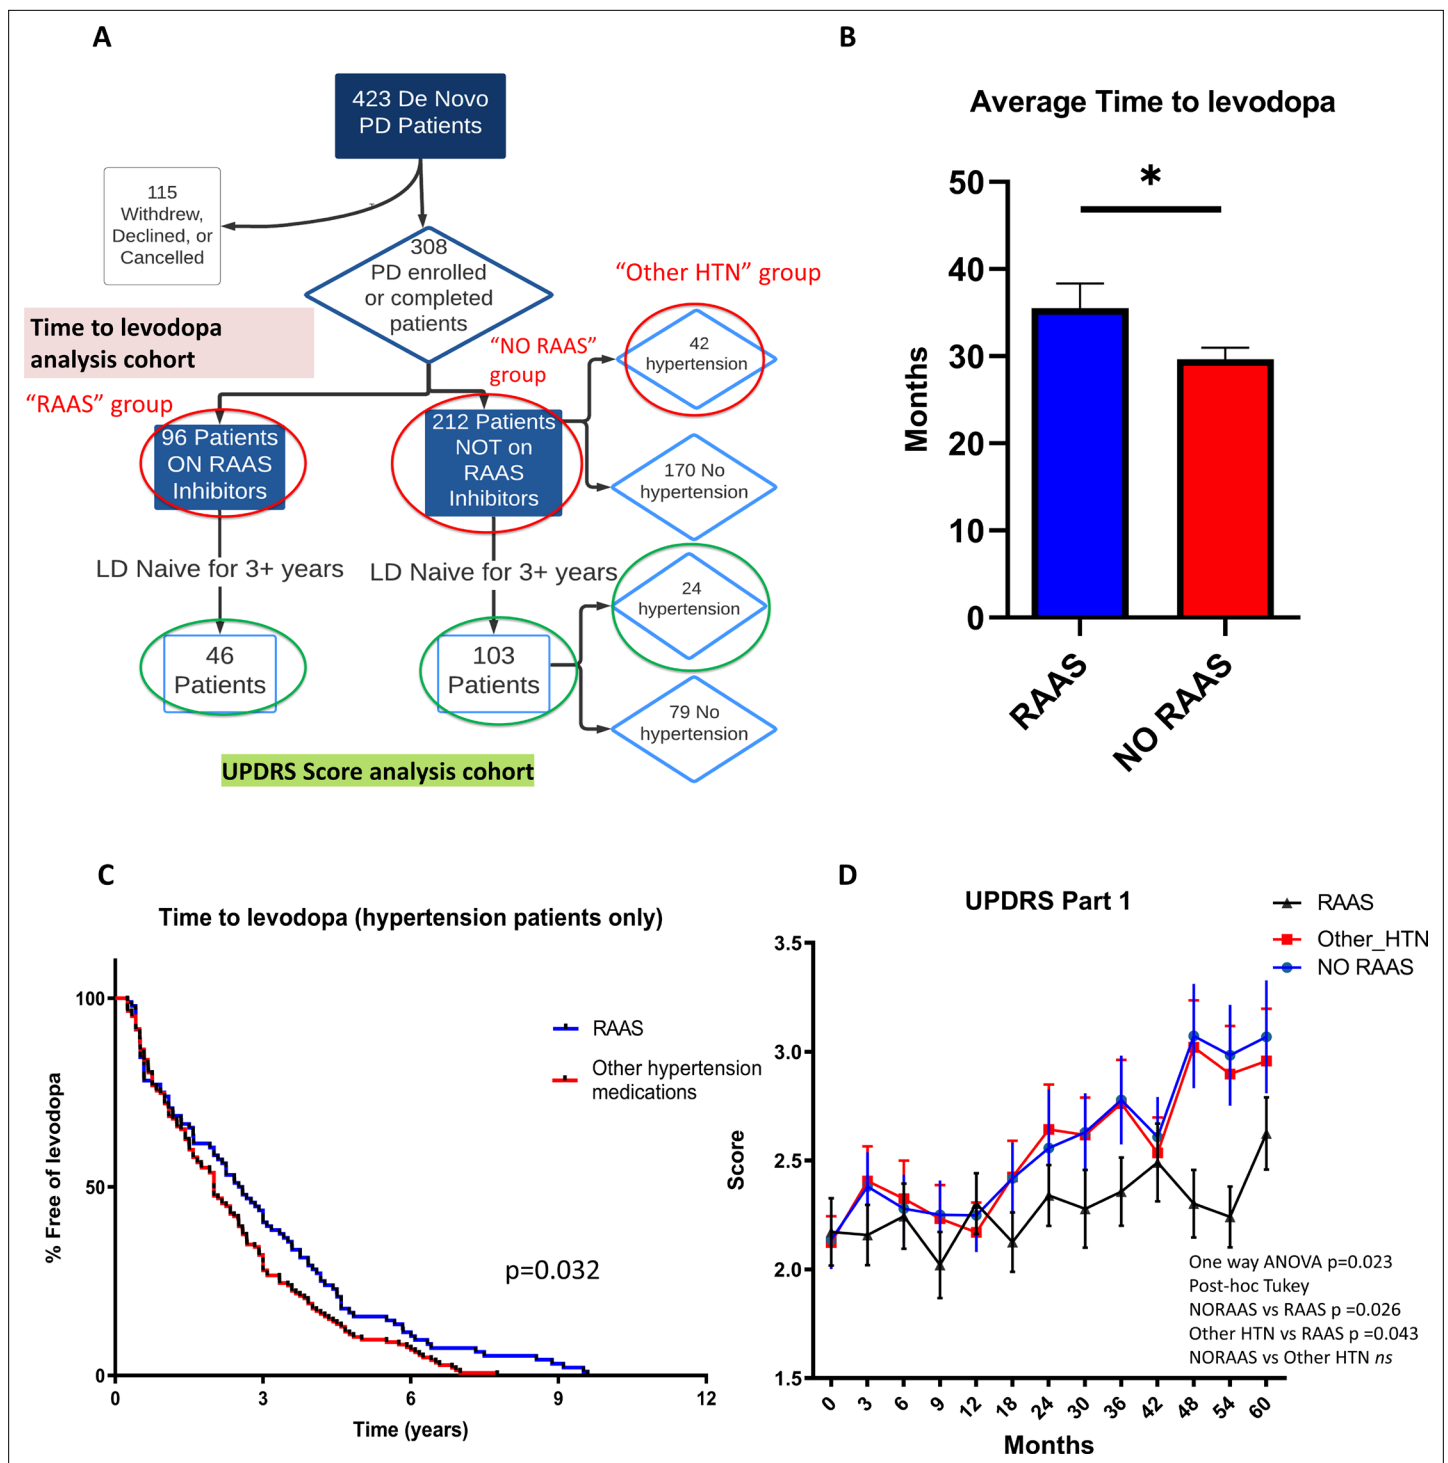 A
423 De Novo
PD Patients
115
Withdrew,
Declined, or
Cancelled
308
PD enrolled
or completed
patients
"Other HTN" group
Time to levodopa
analysis cohort
"NO RAAS"
group
42
hypertension
"RAAS" group
96 Patients
ON RAAS
Inhibitors
212 Patients
NOT on
RAAS
Inhibitors
170 No
hypertension
LD Naive for 3+ years
LD Naive for 3+ years
24
hypertension
46
Patients
103
Patients
79 No
hypertension
UPDRS Score analysis cohort
B
Average Time to levodopa
*
50
40
30
20
10
0
Months
RAAS
NO RAAS
C
Time to levodopa (hypertension patients only)
% Free of levodopa
100
50
0
RAAS
Other hypertension
medications
p=0.032
0 3 6 9 12
Time (years)
D
UPDRS Part 1
RAAS
Other_HTN
NO RAAS
Score
3.5
3.0
2.5
2.0
1.5
One way ANOVA p=0.023
Post-hoc Tukey
NORAAS vs RAAS p =0.026
Other HTN vs RAAS p =0.043
NORAAS vs Other HTN ns
0 3 6 9 12 18 24 30 36 42 48 54 60
Months